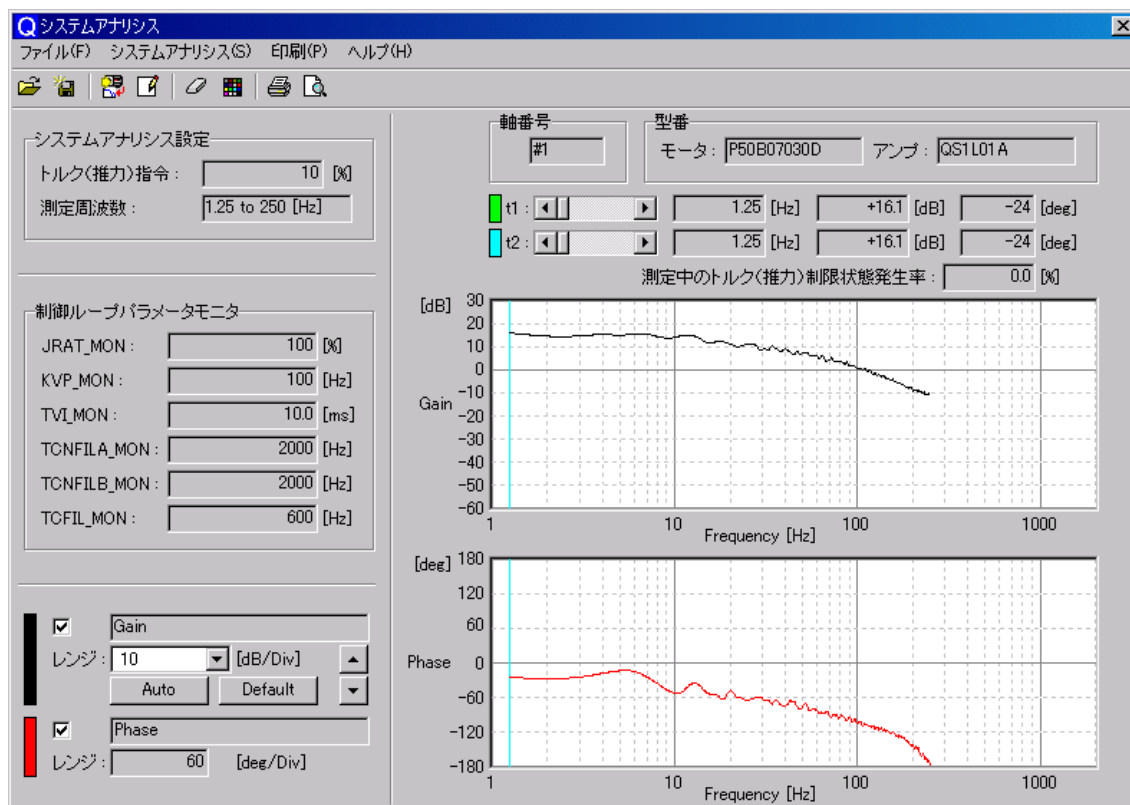 システムアナリシス
ファイル(F) システムアナリシス(S) 印刷(P) ヘルプ(H)
システムアナリシス設定
トルク(推力)指令 : 10 [%]
測定周波数 : 1.25 to 250 [Hz]
軸番号
#1
型番
モータ : P50B07030D アンプ : QS1L01A
t1 : 1.25 [Hz] +16.1 [dB] -24 [deg]
t2 : 1.25 [Hz] +16.1 [dB] -24 [deg]
測定中のトルク(推力)制限状態発生率 : 0.0 [%]
制御ループパラメータモニタ
JRAT_MON : 100 [%]
KVP_MON : 100 [Hz]
TVI_MON : 10.0 [ms]
TCNFILA_MON : 2000 [Hz]
TCNFILB_MON : 2000 [Hz]
TCFIL_MON : 600 [Hz]
Gain
レンジ : 10 [dB/Div]
Auto Default
Phase
レンジ : 60 [deg/Div]
[dB]
30
20
10
0
-10
-20
-30
-40
-50
-60
Gain
1 10 100 1000
Frequency [Hz]
[deg]
180
120
60
0
-60
-120
-180
Phase
1 10 100 1000
Frequency [Hz]